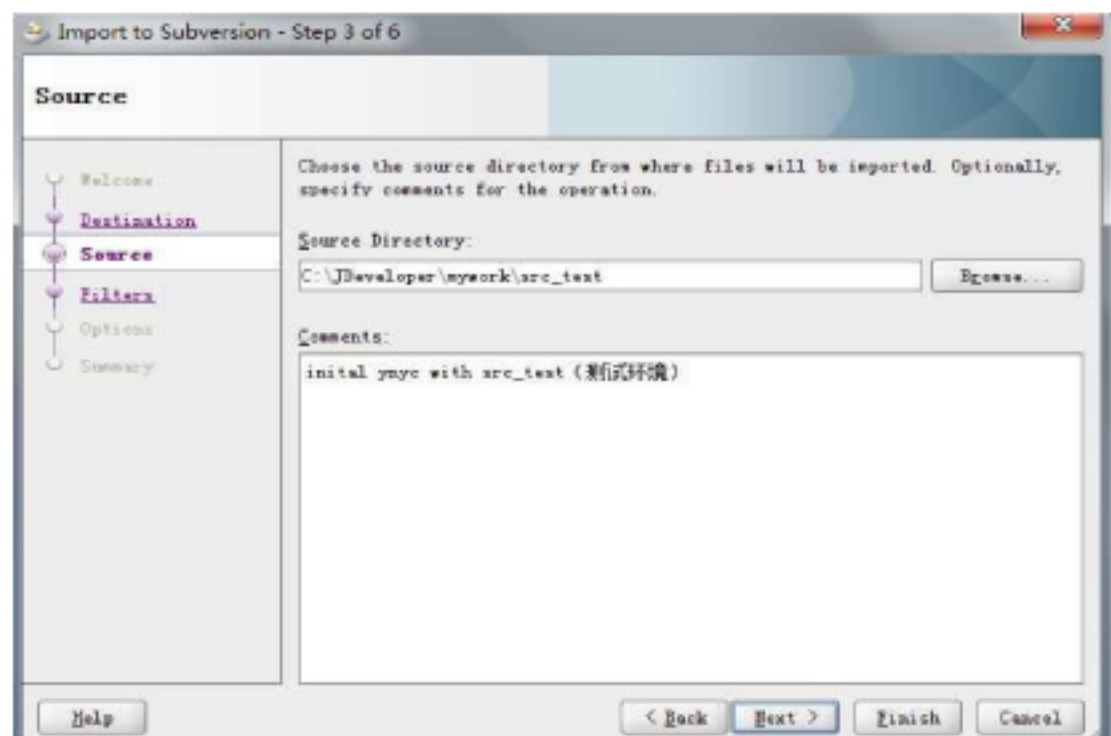 Import to Subversion - Step 3 of 6
Source
Welcome
Destination
Source
Filters
Options
Summary
Choose the source directory from where files will be imported. Optionally,
specify comments for the operation.
Source Directory:
C:\JDeveloper\mywork\src_test
Browse...
Comments:
inital ymyc with src_test (测试环境)
Help
< Back
Next >
Finish
Cancel